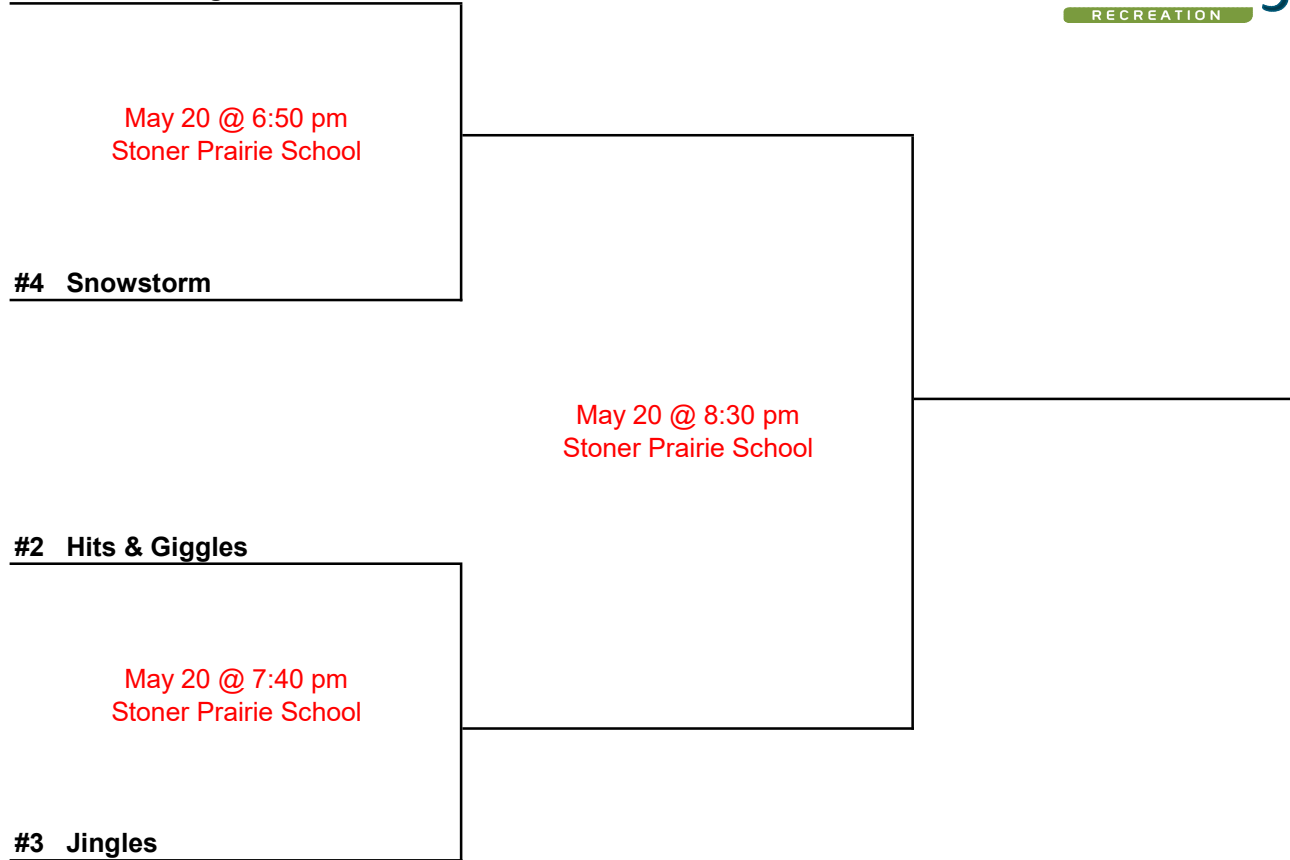 RECREATION
May 20 @ 6:50 pm
Stoner Prairie School
#4 Snowstorm
May 20 @ 8:30 pm
Stoner Prairie School
#2 Hits & Giggles
May 20 @ 7:40 pm
Stoner Prairie School
#3 Jingles